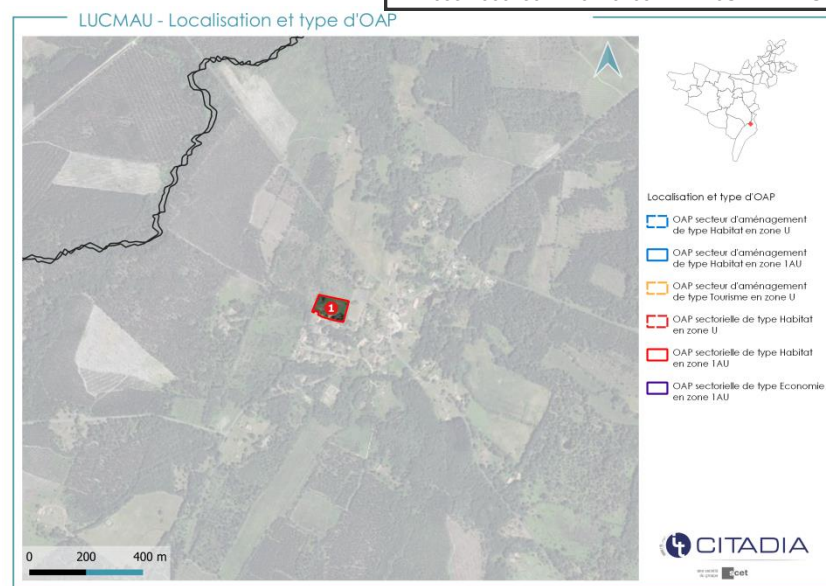 LUCMAU - Localisation et type d'OAP
1
0 200 400 m
Localisation et type d'OAP
OAP secteur d'aménagement
de type Habitat en zone U
OAP secteur d'aménagement
de type Habitat en zone 1AU
OAP secteur d'aménagement
de type Tourisme en zone U
OAP sectorielle de type Habitat
en zone U
OAP sectorielle de type Habitat
en zone 1AU
OAP sectorielle de type Economie
en zone 1AU
CITADIA
scet